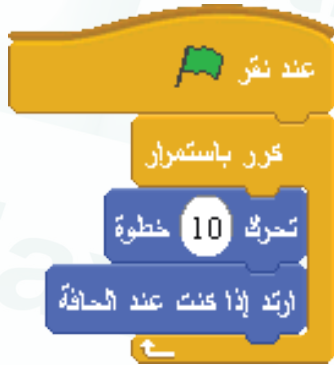 عند نقر
كرر باستمرار
تحرك 10 خطوة
ارتد إذا كنت عند الحافة